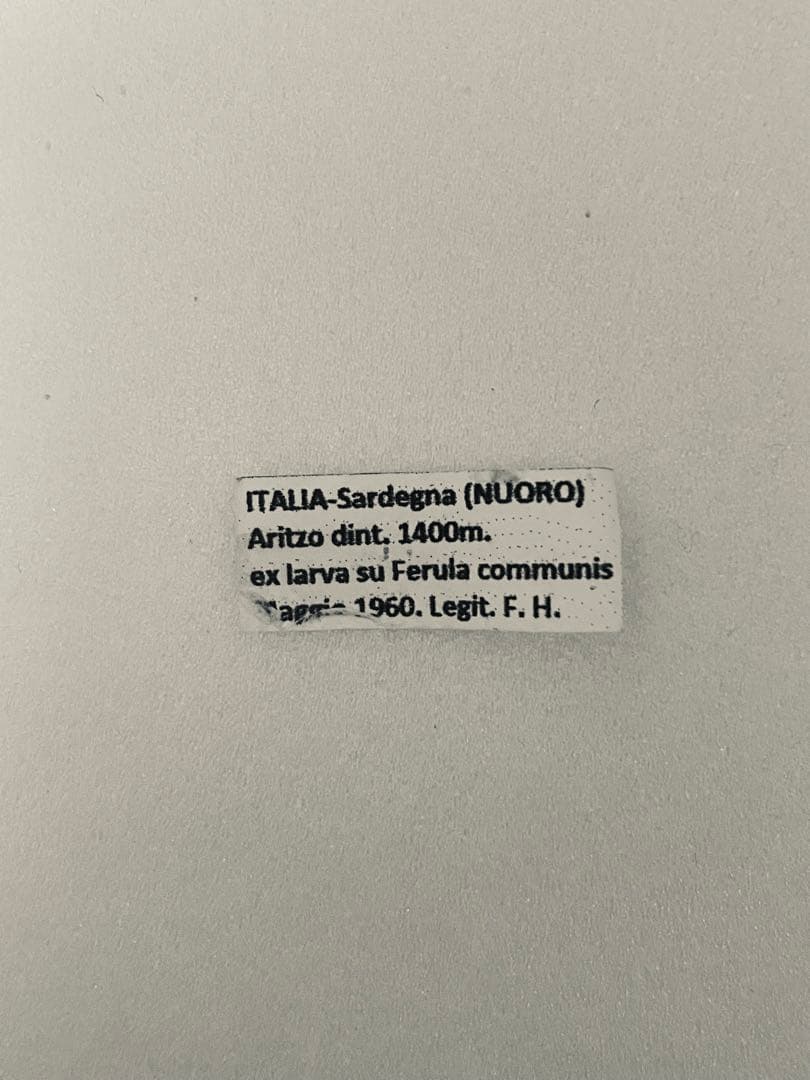 ITALIA-Sardegna (NUORO)
Aritzo dint. 1400m.
ex larva su Ferula communis
1960. Legit. F. H.